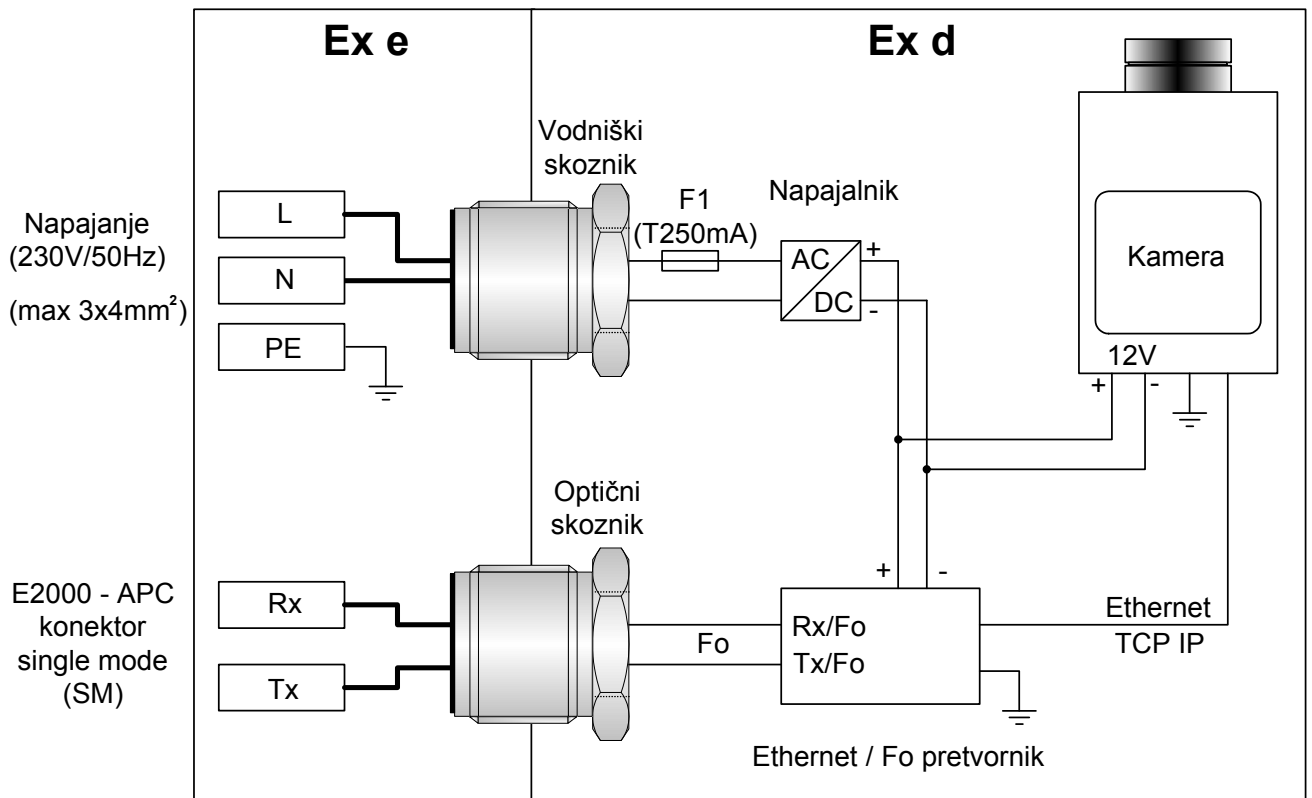 Ex e
Ex d
Vodniški
skoznik
Napajanje
(230V/50Hz)
(max 3x4mm²)
L
N
PE
F1
(T250mA)
Napajalnik
AC
DC
+
-
Kamera
12V
+
-
Optični
skoznik
E2000 - APC
konektor
single mode
(SM)
Rx
Tx
Fo
+
-
Rx/Fo
Tx/Fo
Ethernet
TCP IP
Ethernet / Fo pretvornik